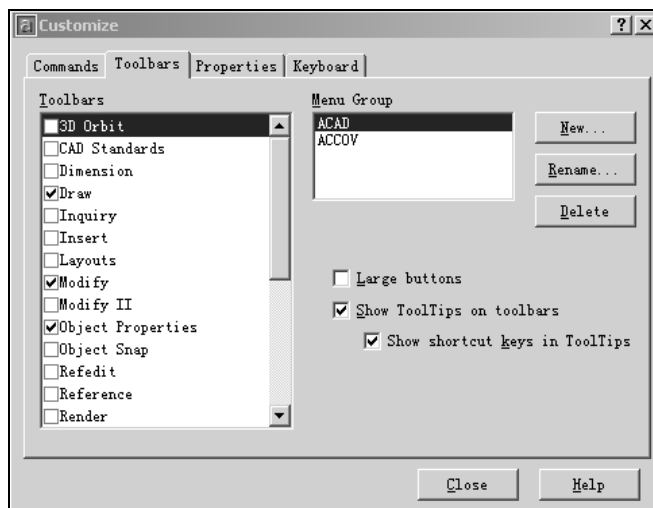 Customize
Commands Toolbars Properties Keyboard
Toolbars
3D Orbit
CAD Standards
Dimension
Draw
Inquiry
Insert
Layouts
Modify
Modify II
Object Properties
Object Snap
Refedit
Reference
Render
Menu Group
ACAD
ACCOV
New...
Rename...
Delete
Large buttons
Show ToolTips on toolbars
Show shortcut keys in ToolTips
Close Help